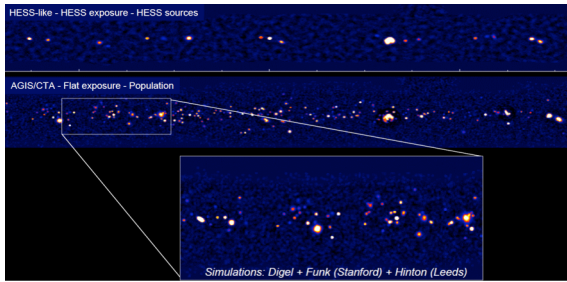 HESS-like - HESS exposure - HESS sources
AGIS/CTA - Flat exposure - Population
Simulations: Digel + Funk (Stanford) + Hinton (Leeds)